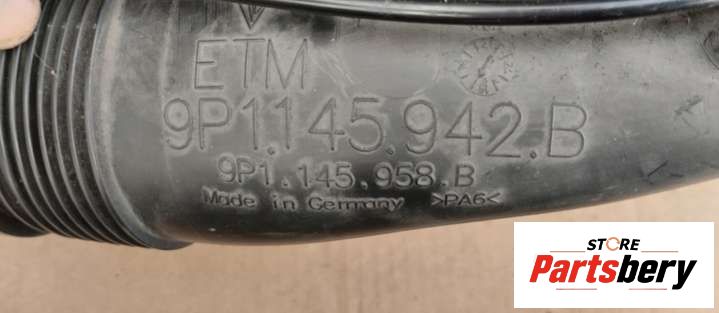 ETM
9P1.145.942.B
9P1.145.958.B
Made in Germany >PA6<
STORE
Partsbery